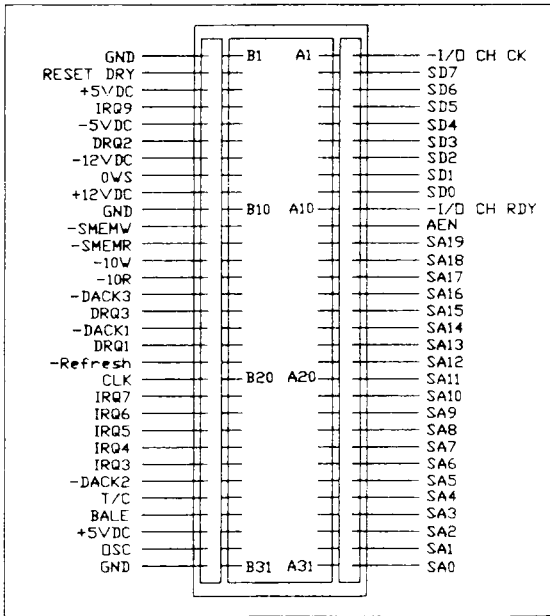 GND B1 A1 -I/O CH CK
RESET DRY SD7
+5VDC SD6
IRQ9 SD5
-5VDC SD4
DRQ2 SD3
-12VDC SD2
0WS SD1
+12VDC SD0
GND B10 A10 -I/O CH RDY
-SMEMW AEN
-SMEMR SA19
-10W SA18
-10R SA17
-DACK3 SA16
DRQ3 SA15
-DACK1 SA14
DRQ1 SA13
-Refresh SA12
CLK B20 A20 SA11
IRQ7 SA10
IRQ6 SA9
IRQ5 SA8
IRQ4 SA7
IRQ3 SA6
-DACK2 SA5
T/C SA4
BALE SA3
+5VDC SA2
OSC SA1
GND B31 A31 SA0